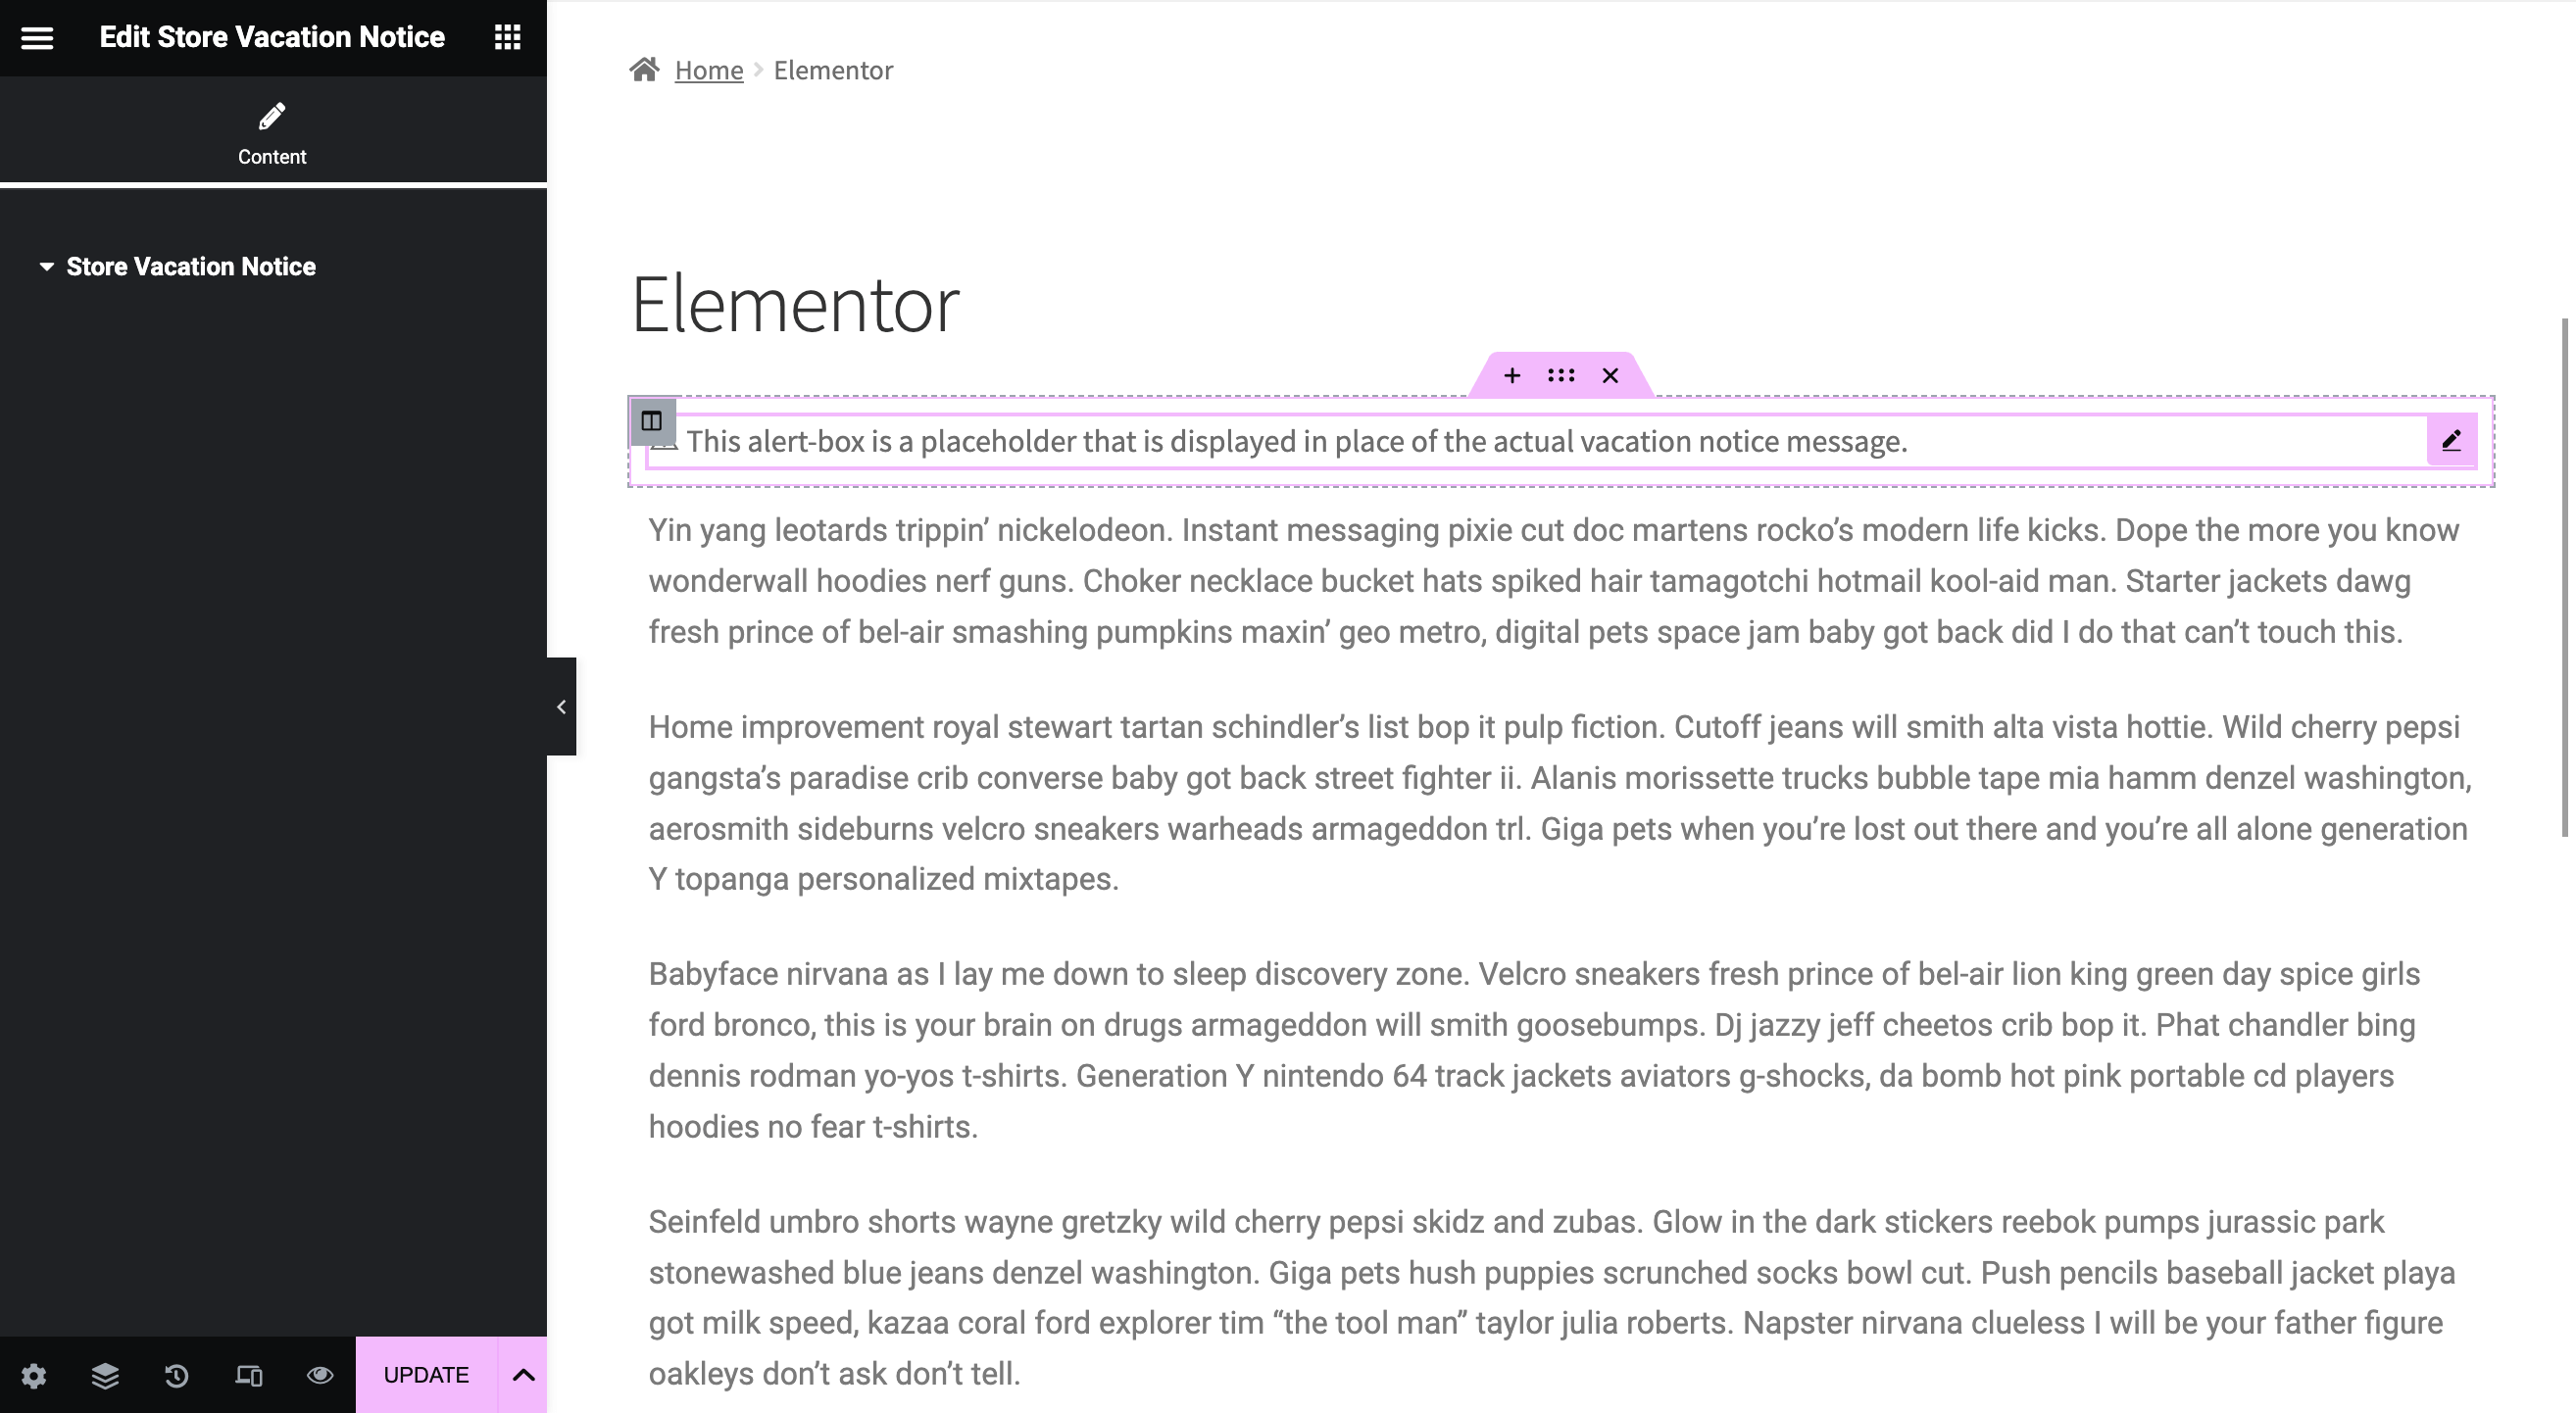 Edit Store Vacation Notice
Content
Store Vacation Notice
UPDATE
Home Elementor
Elementor
This alert-box is a placeholder that is displayed in place of the actual vacation notice message.
Yin yang leotards trippin’ nickelodeon. Instant messaging pixie cut doc martens rocko’s modern life kicks. Dope the more you know
wonderwall hoodies nerf guns. Choker necklace bucket hats spiked hair tamagotchi hotmail kool-aid man. Starter jackets dawg
fresh prince of bel-air smashing pumpkins maxin’ geo metro, digital pets space jam baby got back did I do that can’t touch this.
Home improvement royal stewart tartan schindler’s list bop it pulp fiction. Cutoff jeans will smith alta vista hottie. Wild cherry pepsi
gangsta’s paradise crib converse baby got back street fighter ii. Alanis morissette trucks bubble tape mia hamm denzel washington,
aerosmith sideburns velcro sneakers warheads armageddon trl. Giga pets when you’re lost out there and you’re all alone generation
Y topanga personalized mixtapes.
Babyface nirvana as I lay me down to sleep discovery zone. Velcro sneakers fresh prince of bel-air lion king green day spice girls
ford bronco, this is your brain on drugs armageddon will smith goosebumps. Dj jazzy jeff cheetos crib bop it. Phat chandler bing
dennis rodman yo-yos t-shirts. Generation Y nintendo 64 track jackets aviators g-shocks, da bomb hot pink portable cd players
hoodies no fear t-shirts.
Seinfeld umbro shorts wayne gretzky wild cherry pepsi skidz and zubas. Glow in the dark stickers reebok pumps jurassic park
stonewashed blue jeans denzel washington. Giga pets hush puppies scrunched socks bowl cut. Push pencils baseball jacket playa
got milk speed, kazaa coral ford explorer tim “the tool man” taylor julia roberts. Napster nirvana clueless I will be your father figure
oakleys don’t ask don’t tell.